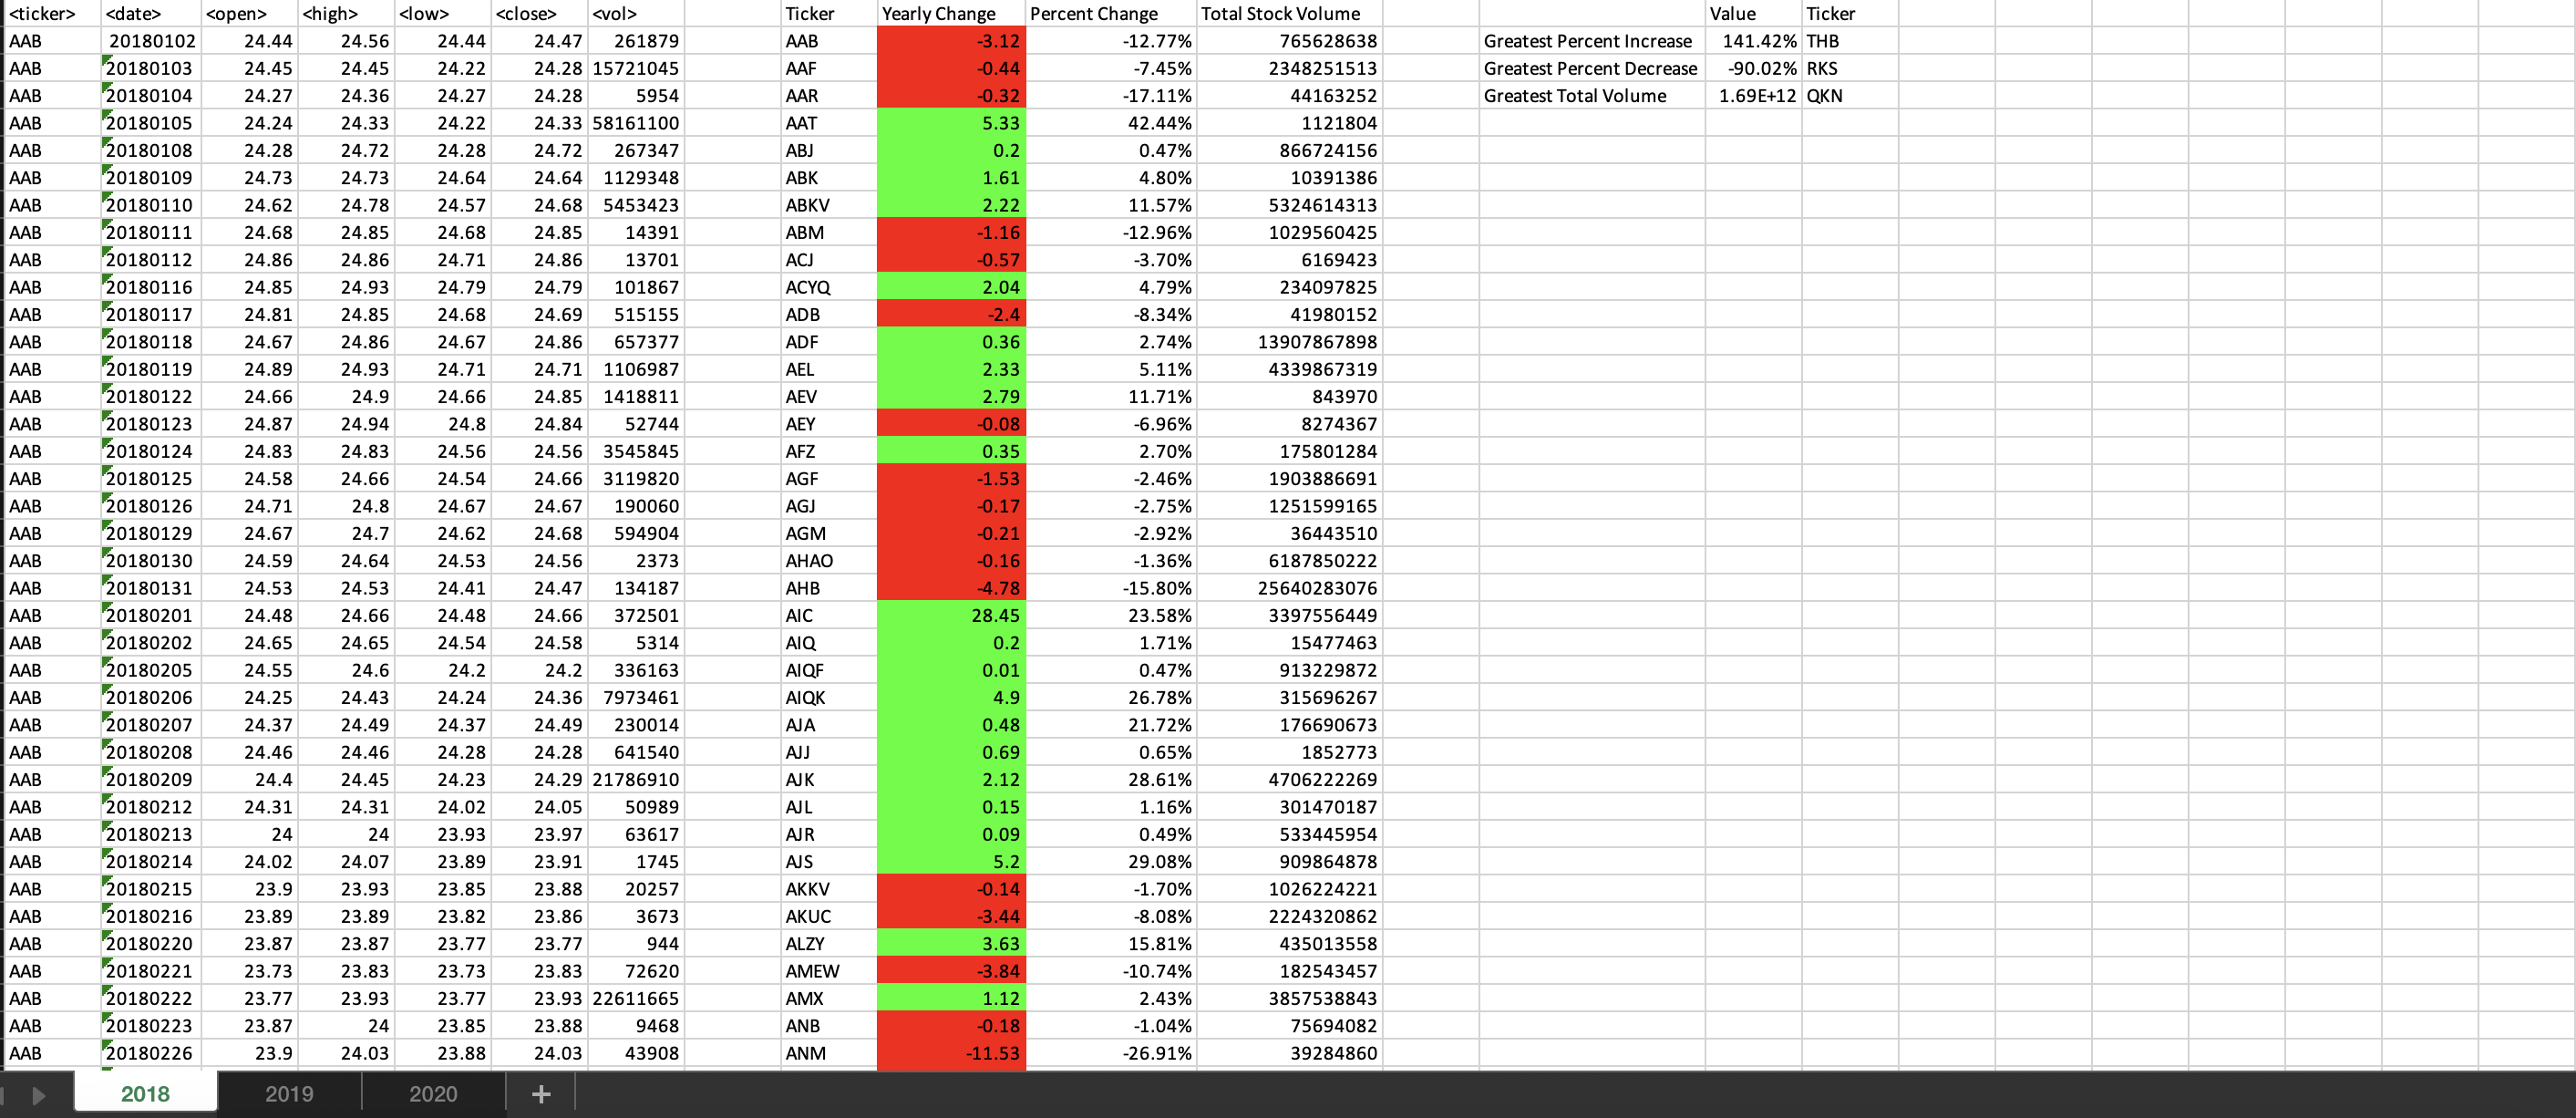 <ticker> <date> <open> <high> <low> <close> <vol> Ticker Yearly Change Percent Change Total Stock Volume Value Ticker
AAB 20180102 24.44 24.56 24.44 24.47 261879 AAB -3.12 -12.77% 765628638 Greatest Percent Increase 141.42% THB
AAB 20180103 24.45 24.45 24.22 24.28 15721045 AAF -0.44 -7.45% 2348251513 Greatest Percent Decrease -90.02% RKS
AAB 20180104 24.27 24.36 24.27 24.28 5954 AAR -0.32 -17.11% 44163252 Greatest Total Volume 1.69E+12 QKN
AAB 20180105 24.24 24.33 24.22 24.33 58161100 AAT 5.33 42.44% 1121804
AAB 20180108 24.28 24.72 24.28 24.72 267347 ABJ 0.2 0.47% 866724156
AAB 20180109 24.73 24.73 24.64 24.64 1129348 ABK 1.61 4.80% 10391386
AAB 20180110 24.62 24.78 24.57 24.68 5453423 ABKV 2.22 11.57% 5324614313
AAB 20180111 24.68 24.85 24.68 24.85 14391 ABM -1.16 -12.96% 1029560425
AAB 20180112 24.86 24.86 24.71 24.86 13701 ACJ -0.57 -3.70% 6169423
AAB 20180116 24.85 24.93 24.79 24.79 101867 ACYQ 2.04 4.79% 234097825
AAB 20180117 24.81 24.85 24.68 24.69 515155 ADB -2.4 -8.34% 41980152
AAB 20180118 24.67 24.86 24.67 24.86 657377 ADF 0.36 2.74% 13907867898
AAB 20180119 24.89 24.93 24.71 24.71 1106987 AEL 2.33 5.11% 4339867319
AAB 20180122 24.66 24.9 24.66 24.85 1418811 AEV 2.79 11.71% 843970
AAB 20180123 24.87 24.94 24.8 24.84 52744 AEY -0.08 -6.96% 8274367
AAB 20180124 24.83 24.83 24.56 24.56 3545845 AFZ 0.35 2.70% 175801284
AAB 20180125 24.58 24.66 24.54 24.66 3119820 AGF -1.53 -2.46% 1903886691
AAB 20180126 24.71 24.8 24.67 24.67 190060 AGJ -0.17 -2.75% 1251599165
AAB 20180129 24.67 24.7 24.62 24.68 594904 AGM -0.21 -2.92% 36443510
AAB 20180130 24.59 24.64 24.53 24.56 2373 AHAO -0.16 -1.36% 6187850222
AAB 20180131 24.53 24.53 24.41 24.47 134187 AHB -4.78 -15.80% 25640283076
AAB 20180201 24.48 24.66 24.48 24.66 372501 AIC 28.45 23.58% 3397556449
AAB 20180202 24.65 24.65 24.54 24.58 5314 AIQ 0.2 1.71% 15477463
AAB 20180205 24.55 24.6 24.2 24.2 336163 AIQF 0.01 0.47% 913229872
AAB 20180206 24.25 24.43 24.24 24.36 7973461 AIQK 4.9 26.78% 315696267
AAB 20180207 24.37 24.49 24.37 24.49 230014 AJA 0.48 21.72% 176690673
AAB 20180208 24.46 24.46 24.28 24.28 641540 AJJ 0.69 0.65% 1852773
AAB 20180209 24.4 24.45 24.23 24.29 21786910 AJK 2.12 28.61% 4706222269
AAB 20180212 24.31 24.31 24.02 24.05 50989 AJL 0.15 1.16% 301470187
AAB 20180213 24 24 23.93 23.97 63617 AJR 0.09 0.49% 533445954
AAB 20180214 24.02 24.07 23.89 23.91 1745 AJS 5.2 29.08% 909864878
AAB 20180215 23.9 23.93 23.85 23.88 20257 AKKV -0.14 -1.70% 1026224221
AAB 20180216 23.89 23.89 23.82 23.86 3673 AKUC -3.44 -8.08% 2224320862
AAB 20180220 23.87 23.87 23.77 23.77 944 ALZY 3.63 15.81% 435013558
AAB 20180221 23.73 23.83 23.73 23.83 72620 AMEW -3.84 -10.74% 182543457
AAB 20180222 23.77 23.93 23.77 23.93 22611665 AMX 1.12 2.43% 3857538843
AAB 20180223 23.87 24 23.85 23.88 9468 ANB -0.18 -1.04% 75694082
AAB 20180226 23.9 24.03 23.88 24.03 43908 ANM -11.53 -26.91% 39284860
2018 2019 2020 +